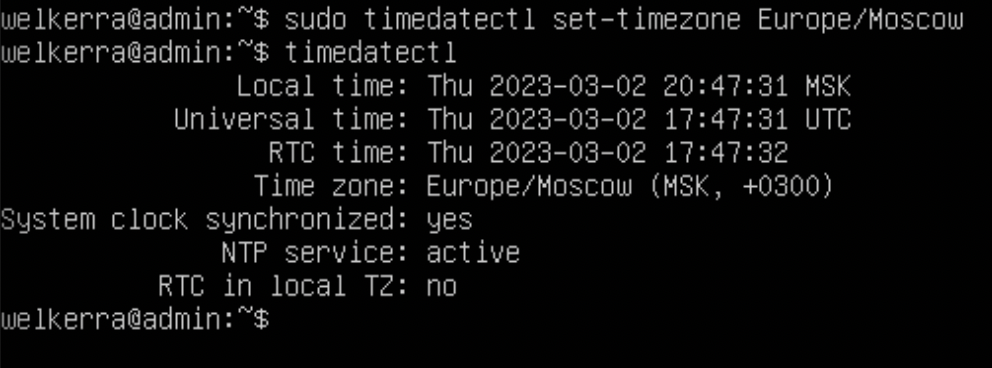 welkerra@admin:~$ sudo timedatectl set-timezone Europe/Moscow
welkerra@admin:~$ timedatectl
               Local time: Thu 2023-03-02 20:47:31 MSK
           Universal time: Thu 2023-03-02 17:47:31 UTC
                 RTC time: Thu 2023-03-02 17:47:32
                Time zone: Europe/Moscow (MSK, +0300)
System clock synchronized: yes
              NTP service: active
          RTC in local TZ: no
welkerra@admin:~$